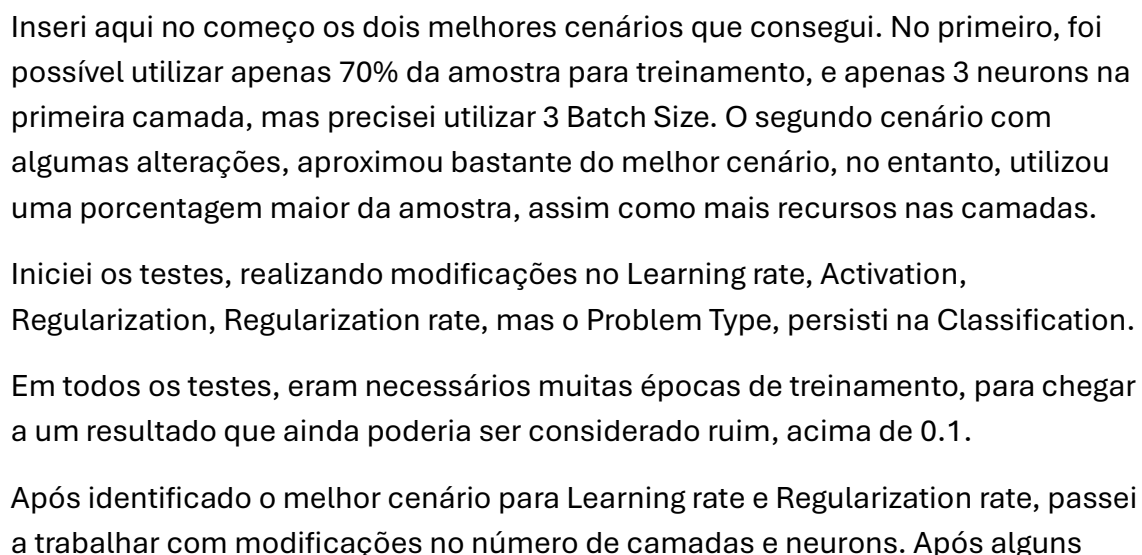 Inseri aqui no começo os dois melhores cenários que consegui. No primeiro, foi
possível utilizar apenas 70% da amostra para treinamento, e apenas 3 neurons na
primeira camada, mas precisei utilizar 3 Batch Size. O segundo cenário com
algumas alterações, aproximou bastante do melhor cenário, no entanto, utilizou
uma porcentagem maior da amostra, assim como mais recursos nas camadas.
Iniciei os testes, realizando modificações no Learning rate, Activation,
Regularization, Regularization rate, mas o Problem Type, persisti na Classification.
Em todos os testes, eram necessários muitas épocas de treinamento, para chegar
a um resultado que ainda poderia ser considerado ruim, acima de 0.1.
Após identificado o melhor cenário para Learning rate e Regularization rate, passei
a trabalhar com modificações no número de camadas e neurons. Após alguns